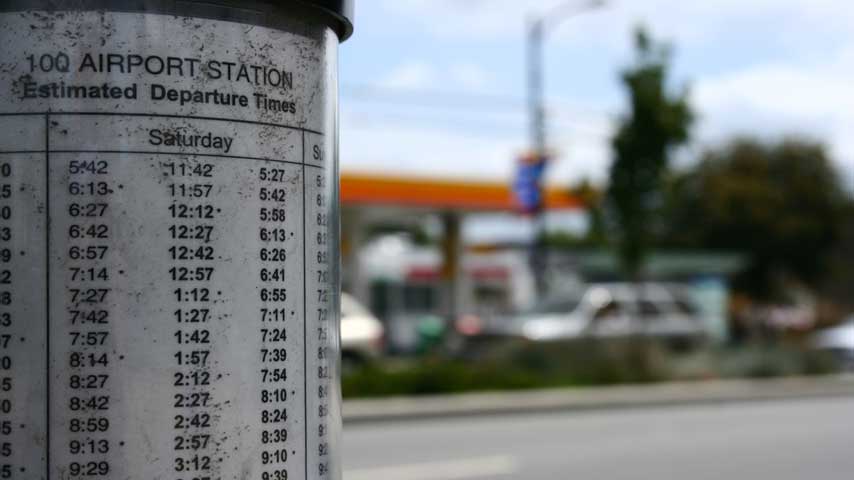 100 AIRPORT STATION
Estimated Departure Times
Saturday
5:42 11:42 5:27
6:13 11:57 5:42
6:27 12:12 5:58
6:42 12:27 6:13
6:57 12:42 6:26
7:14 12:57 6:41
7:27 1:12 6:55
7:42 1:27 7:11
7:57 1:42 7:24
8:14 1:57 7:39
8:27 2:12 7:54
8:42 2:27 8:10
8:59 2:42 8:24
9:13 2:57 8:39
9:29 3:12 8:10
9:39